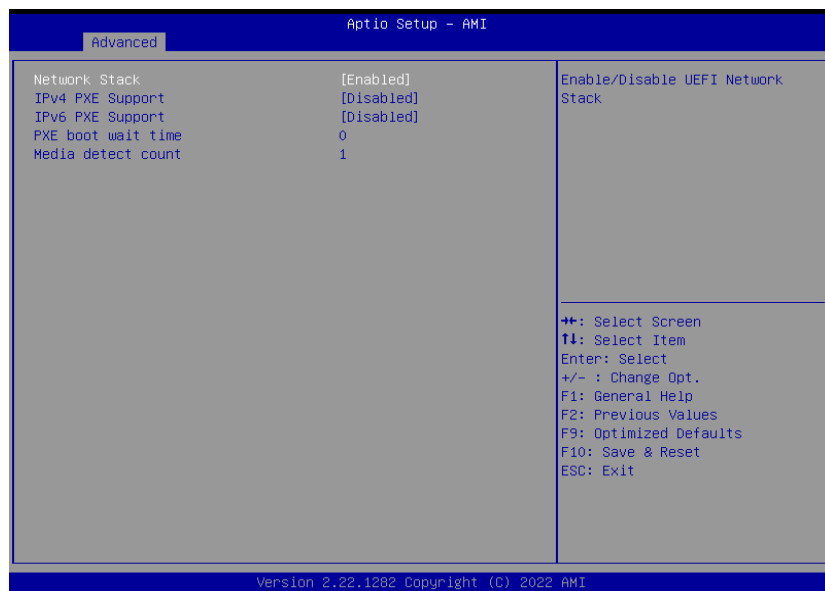 Aptio Setup – AMI
Advanced
Network Stack [Enabled]
IPv4 PXE Support [Disabled]
IPv6 PXE Support [Disabled]
PXE boot wait time 0
Media detect count 1
Enable/Disable UEFI Network
Stack
→←: Select Screen
↑↓: Select Item
Enter: Select
+/- : Change Opt.
F1: General Help
F2: Previous Values
F9: Optimized Defaults
F10: Save & Reset
ESC: Exit
Version 2.22.1282 Copyright (C) 2022 AMI